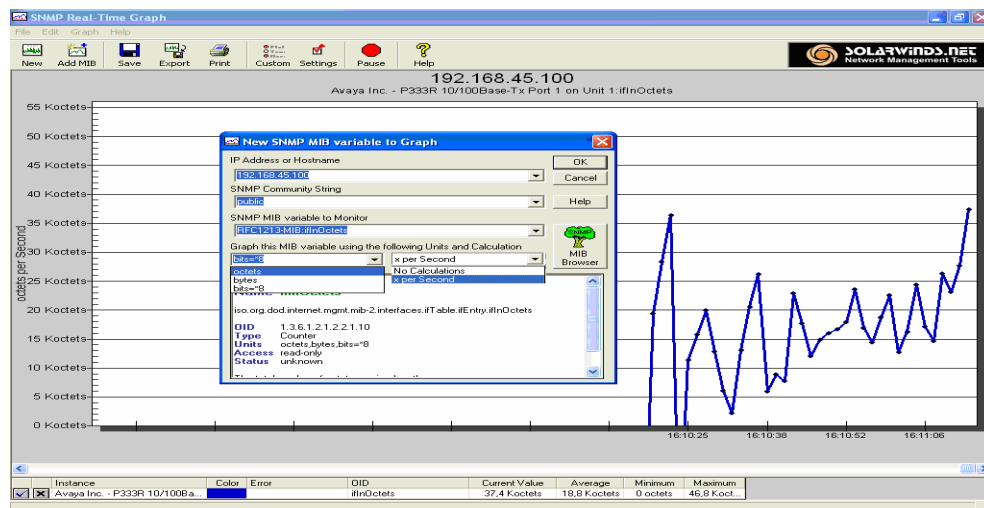 SNMP Real-Time Graph
File Edit Graph Help
New Add MIB Save Export Print Custom Settings Pause Help
SOLARWINDS.NET
Network Management Tools
192.168.45.100
Avaya Inc. - P333R 10/100Base-Tx Port 1 on Unit 1:ifInOctets
octets per Second
55 Koctets
50 Koctets
45 Koctets
40 Koctets
35 Koctets
30 Koctets
25 Koctets
20 Koctets
15 Koctets
10 Koctets
5 Koctets
0 Koctets
New SNMP MIB variable to Graph
IP Address or Hostname
192.168.45.100
SNMP Community String
public
SNMP MIB variable to Monitor
RFC1213-MIB:ifInOctets
Graph this MIB variable using the following Units and Calculation
bits=*8 x per Second
octets No Calculations
bytes x per Second
bits=*8
OK
Cancel
Help
SNMP
MIB
Browser
Name ifInOctets
iso.org.dod.internet.mgmt.mib-2.interfaces.ifTable.ifEntry.ifInOctets
OID 1.3.6.1.2.1.2.2.1.10
Type Counter
Units octets,bytes,bits=*8
Access read-only
Status unknown
16:10:25 16:10:38 16:10:52 16:11:06
Instance Color Error OID Current Value Average Minimum Maximum
Avaya Inc. - P333R 10/100Ba... ifInOctets 37,4 Koctets 18,8 Koctets 0 octets 46,8 Koct...